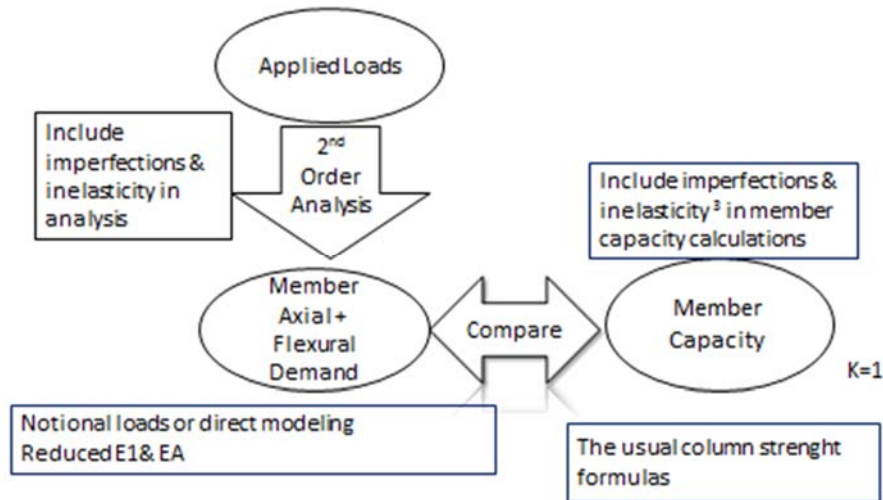 Applied Loads
Include
imperfections &
inelasticity in
analysis
2nd
Order
Analysis
Include imperfections &
inelasticity ³ in member
capacity calculations
Member
Axial +
Flexural
Demand
Compare
Member
Capacity
K=1
Notional loads or direct modeling
Reduced E1& EA
The usual column strenght
formulas